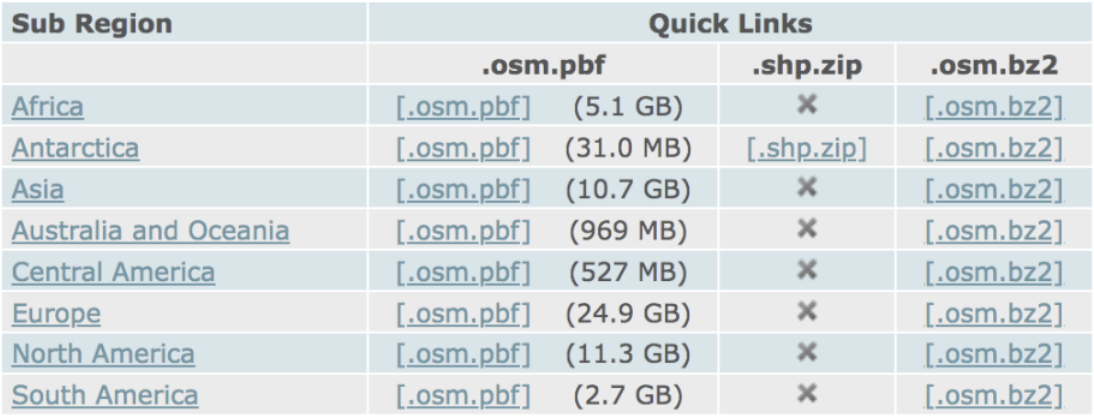 Sub Region Quick Links
.osm.pbf .shp.zip .osm.bz2
Africa [.osm.pbf] (5.1 GB) ✖ [.osm.bz2]
Antarctica [.osm.pbf] (31.0 MB) [.shp.zip] [.osm.bz2]
Asia [.osm.pbf] (10.7 GB) ✖ [.osm.bz2]
Australia and Oceania [.osm.pbf] (969 MB) ✖ [.osm.bz2]
Central America [.osm.pbf] (527 MB) ✖ [.osm.bz2]
Europe [.osm.pbf] (24.9 GB) ✖ [.osm.bz2]
North America [.osm.pbf] (11.3 GB) ✖ [.osm.bz2]
South America [.osm.pbf] (2.7 GB) ✖ [.osm.bz2]